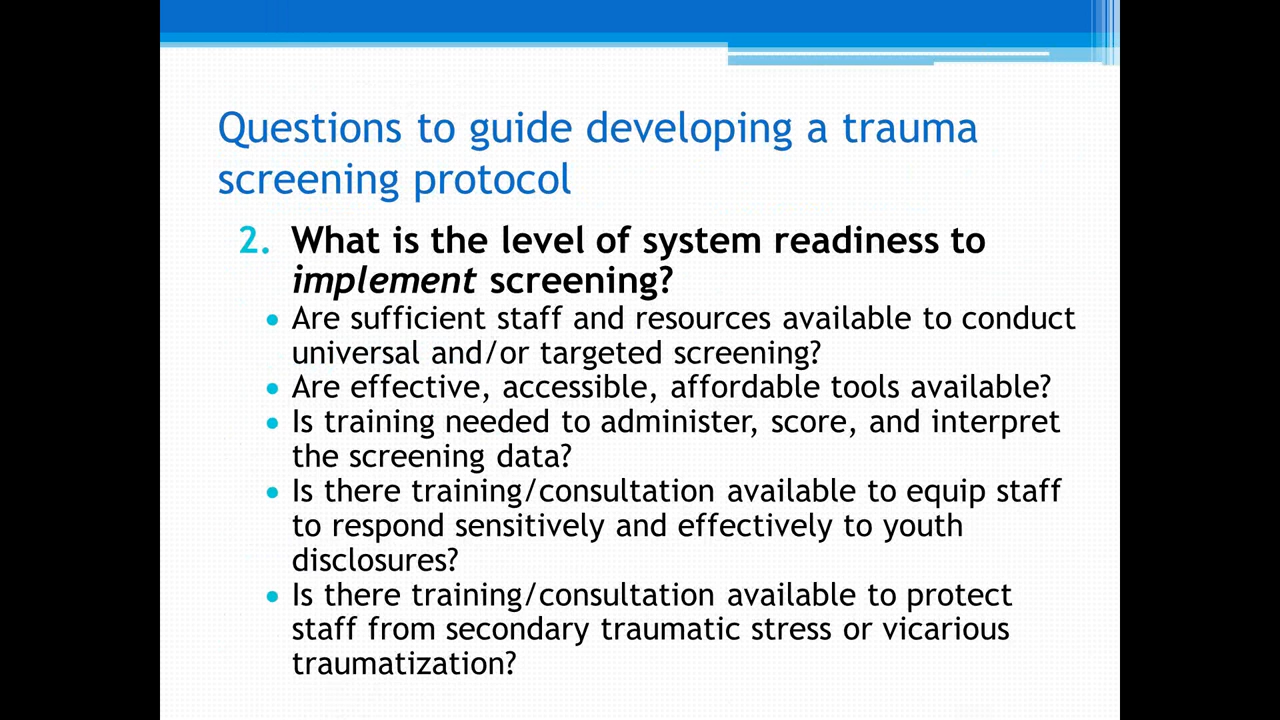 Questions to guide developing a trauma
screening protocol
2. What is the level of system readiness to
implement screening?
• Are sufficient staff and resources available to conduct
universal and/or targeted screening?
• Are effective, accessible, affordable tools available?
• Is training needed to administer, score, and interpret
the screening data?
• Is there training/consultation available to equip staff
to respond sensitively and effectively to youth
disclosures?
• Is there training/consultation available to protect
staff from secondary traumatic stress or vicarious
traumatization?